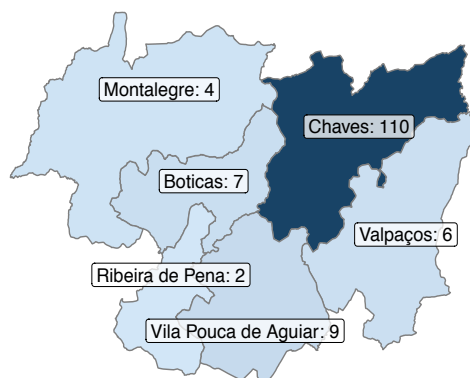 Montalegre: 4
Chaves: 110
Boticas: 7
Valpaços: 6
Ribeira de Pena: 2
Vila Pouca de Aguiar: 9